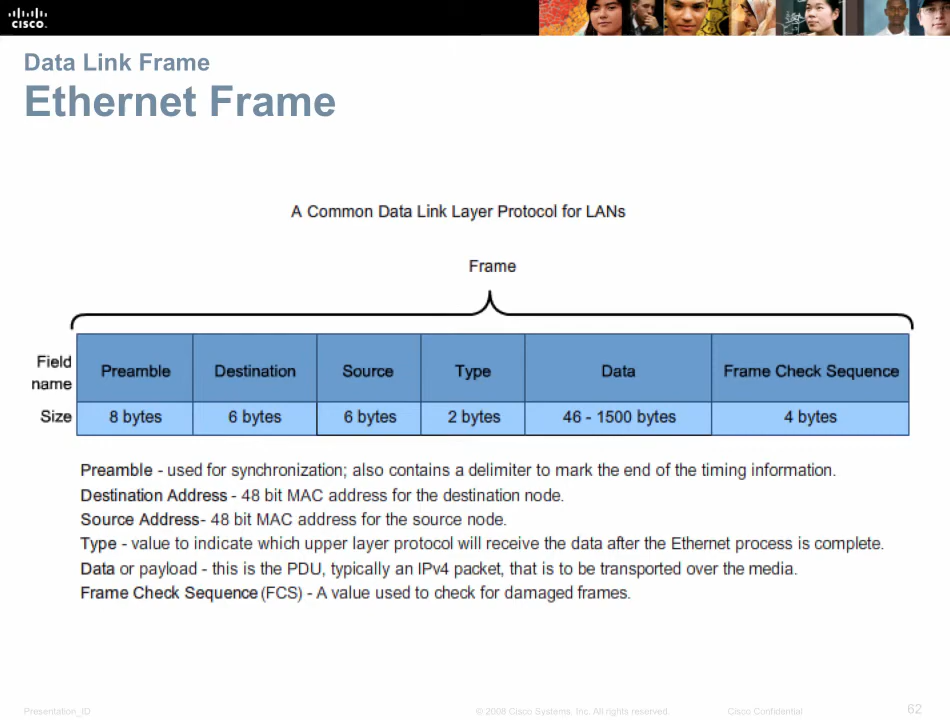 CISCO
Data Link Frame
Ethernet Frame
A Common Data Link Layer Protocol for LANs
Frame
Field name Preamble Destination Source Type Data Frame Check Sequence
Size 8 bytes 6 bytes 6 bytes 2 bytes 46 - 1500 bytes 4 bytes
Preamble - used for synchronization; also contains a delimiter to mark the end of the timing information.
Destination Address - 48 bit MAC address for the destination node.
Source Address- 48 bit MAC address for the source node.
Type - value to indicate which upper layer protocol will receive the data after the Ethernet process is complete.
Data or payload - this is the PDU, typically an IPv4 packet, that is to be transported over the media.
Frame Check Sequence (FCS) - A value used to check for damaged frames.
Presentation_ID © 2008 Cisco Systems, Inc. All rights reserved. Cisco Confidential 62